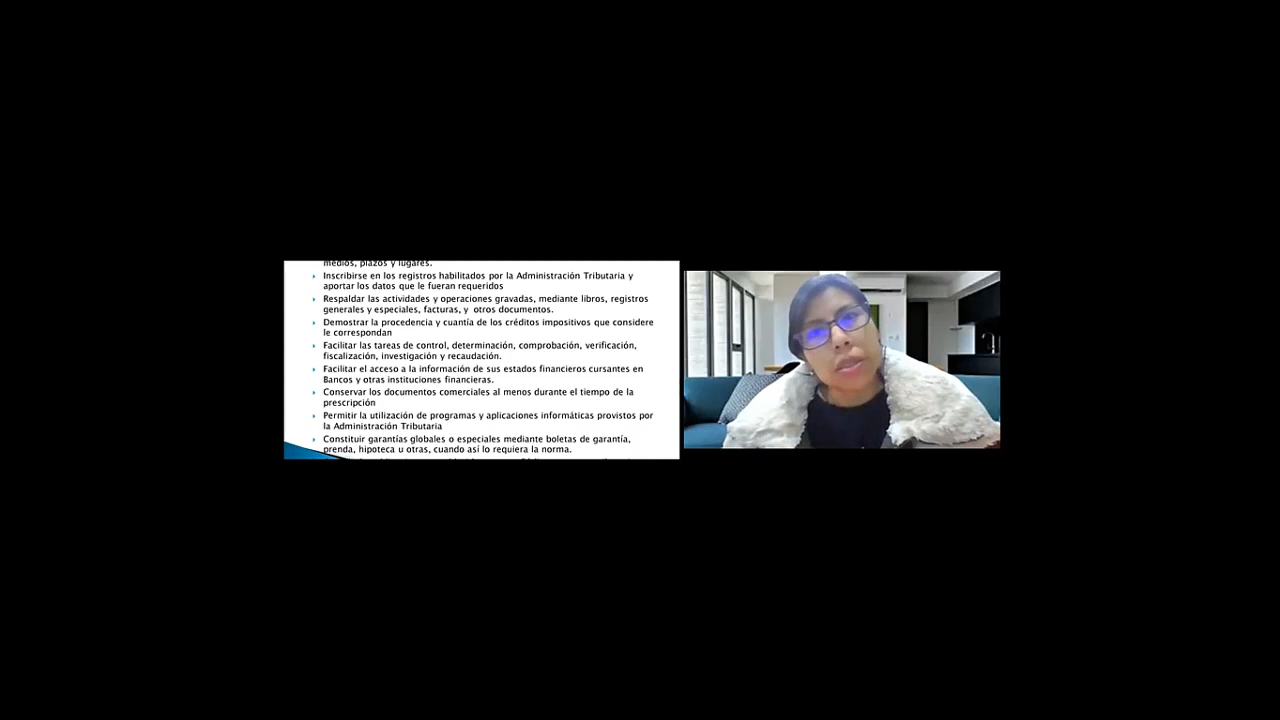 medios, plazos y lugares.
Inscribirse en los registros habilitados por la Administración Tributaria y
aportar los datos que le fueran requeridos
Respaldar las actividades y operaciones gravadas, mediante libros, registros
generales y especiales, facturas, y otros documentos.
Demostrar la procedencia y cuantía de los créditos impositivos que considere
le correspondan
Facilitar las tareas de control, determinación, comprobación, verificación,
fiscalización, investigación y recaudación.
Facilitar el acceso a la información de sus estados financieros cursantes en
Bancos y otras instituciones financieras.
Conservar los documentos comerciales al menos durante el tiempo de la
prescripción
Permitir la utilización de programas y aplicaciones informáticas provistos por
la Administración Tributaria
Constituir garantías globales o especiales mediante boletas de garantía,
prenda, hipoteca u otras, cuando así lo requiera la norma.